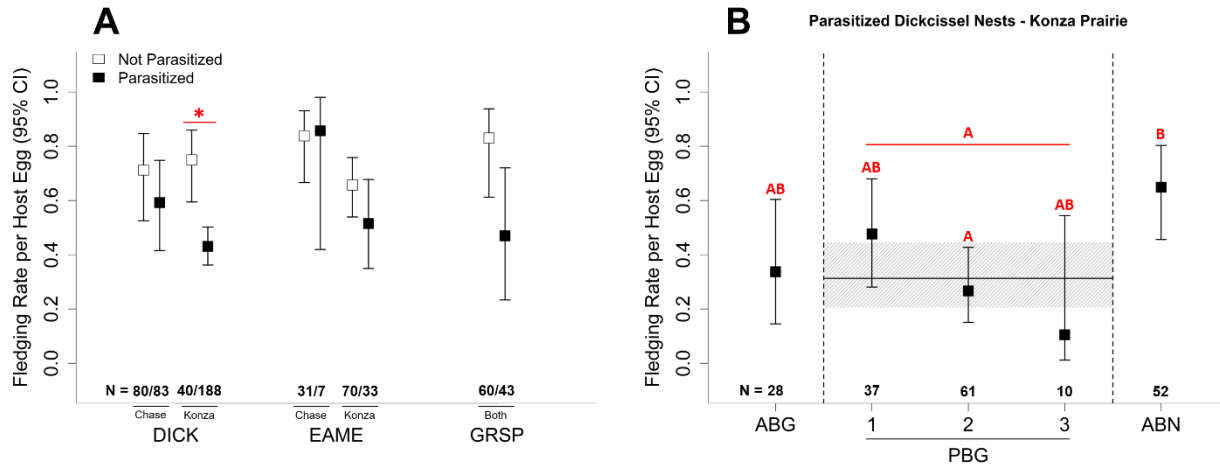 A
Not Parasitized
Parasitized
Fledging Rate per Host Egg (95% CI)
1.0
0.8
0.6
0.4
0.2
0.0
*
N = 80/83 40/188 31/7 70/33 60/43
Chase Konza Chase Konza Both
DICK EAME GRSP
B
Parasitized Dickcissel Nests - Konza Prairie
Fledging Rate per Host Egg (95% CI)
1.0
0.8
0.6
0.4
0.2
0.0
A
B
AB AB A AB
N = 28 37 61 10 52
ABG 1 2 3 ABN
PBG